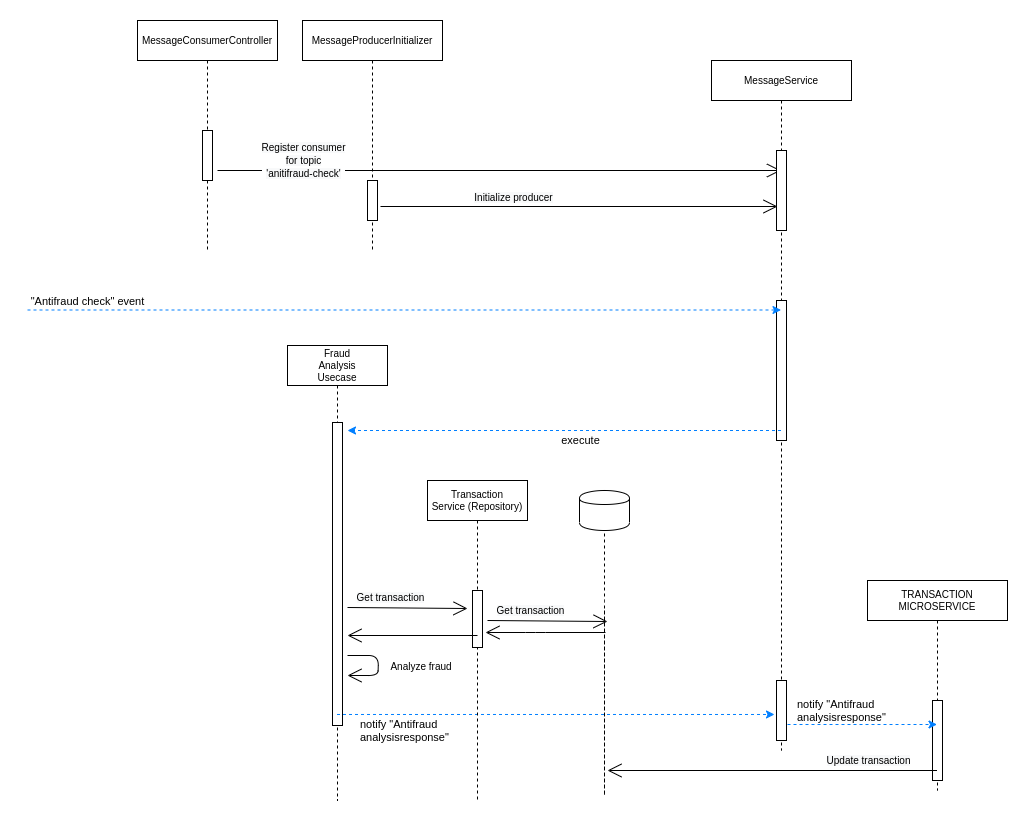 MessageConsumerController
MessageProducerInitializer
MessageService
Register consumer
for topic
'anitifraud-check'
Initialize producer
"Antifraud check" event
Fraud
Analysis
Usecase
execute
Transaction
Service (Repository)
TRANSACTION
MICROSERVICE
Get transaction
Get transaction
Analyze fraud
notify "Antifraud
analysisresponse"
notify "Antifraud
analysisresponse"
Update transaction